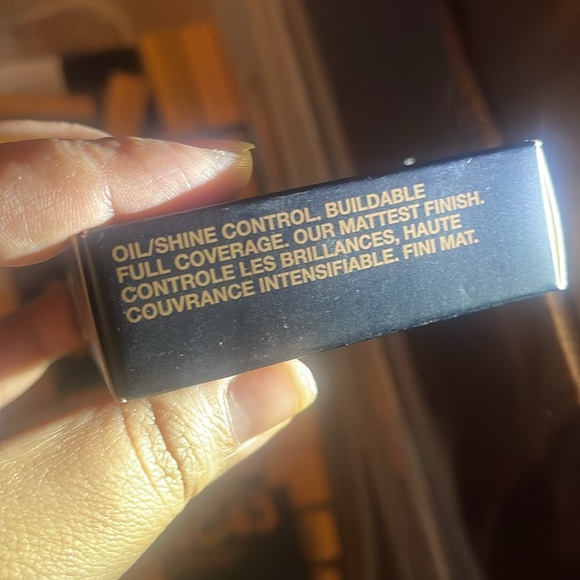 OIL/SHINE CONTROL. BUILDABLE
FULL COVERAGE. OUR MATTEST FINISH.
CONTROLE LES BRILLANCES, HAUTE
COUVRANCE INTENSIFIABLE. FINI MAT.